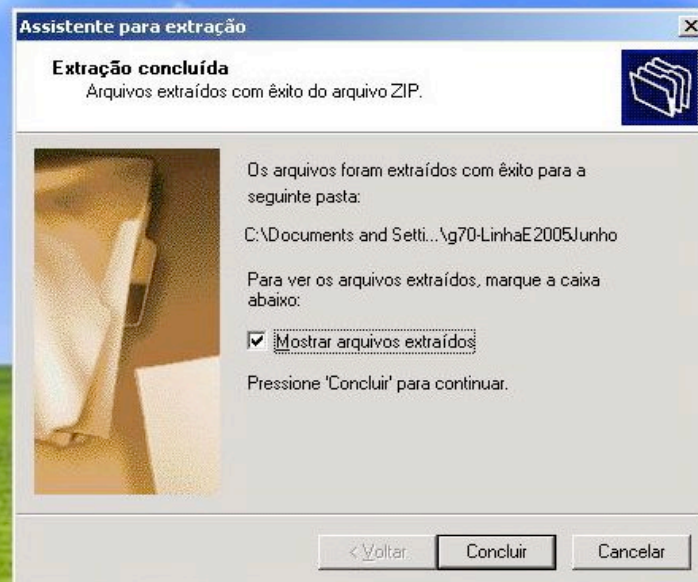 Assistente para extração
Extração concluída
Arquivos extraídos com êxito do arquivo ZIP.
Os arquivos foram extraídos com êxito para a
seguinte pasta:
C:\Documents and Setti...\g70-LinhaE2005Junho
Para ver os arquivos extraídos, marque a caixa
abaixo:
Mostrar arquivos extraídos
Pressione 'Concluir' para continuar.
< Voltar
Concluir
Cancelar